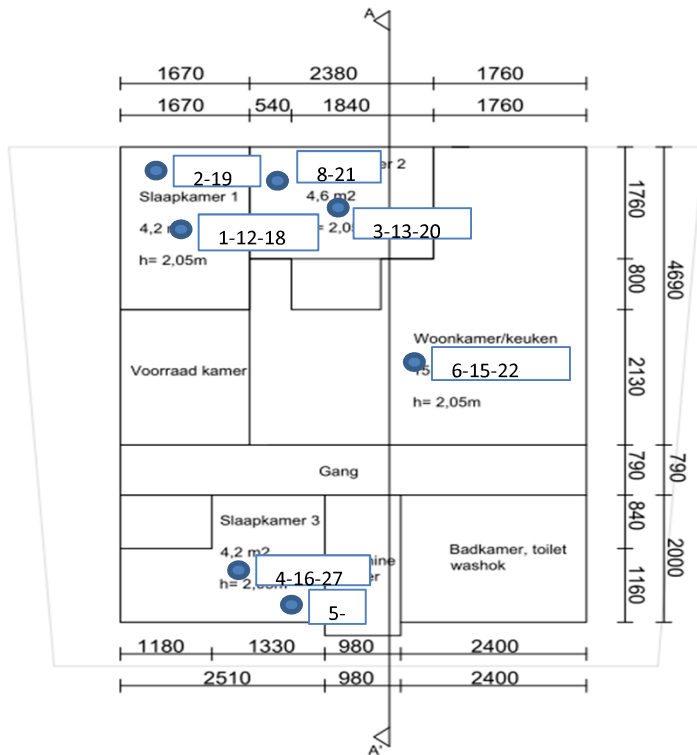 A
1670 2380 1760
1670 540 1840 1760
2-19
8-21
Slaapkamer 1
4,6 m2
3-13-20
1-12-18
4,2
h= 2,05m
1760
800
4690
2130
Voorraad kamer
Woonkamer/keuken
6-15-22
h= 2,05m
Gang
790
790
Slaapkamer 3
4,2 m2
4-16-27
5-
Badkamer, toilet
washok
840
1160
2000
1180 1330 980 2400
2510 980 2400
A'